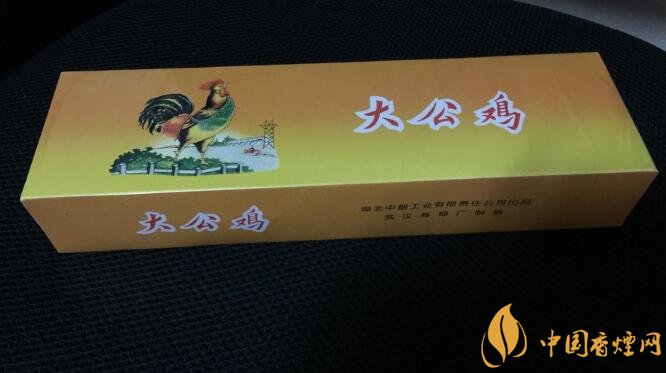 大公鸡
大公鸡
湖北中烟工业有限责任公司出品
武汉卷烟厂制造
中国香烟网